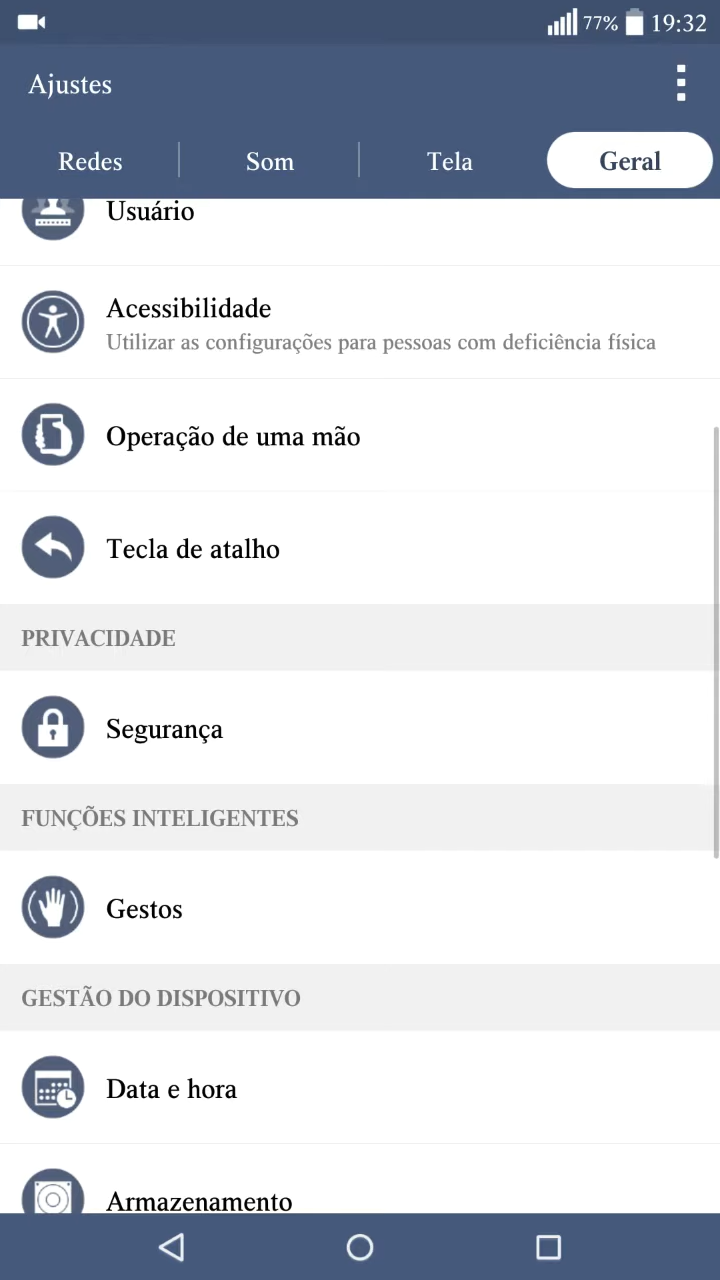 77% 19:32
Ajustes
Redes Som Tela Geral
Usuário
Acessibilidade
Utilizar as configurações para pessoas com deficiência física
Operação de uma mão
Tecla de atalho
PRIVACIDADE
Segurança
FUNÇÕES INTELIGENTES
Gestos
GESTÃO DO DISPOSITIVO
Data e hora
Armazenamento